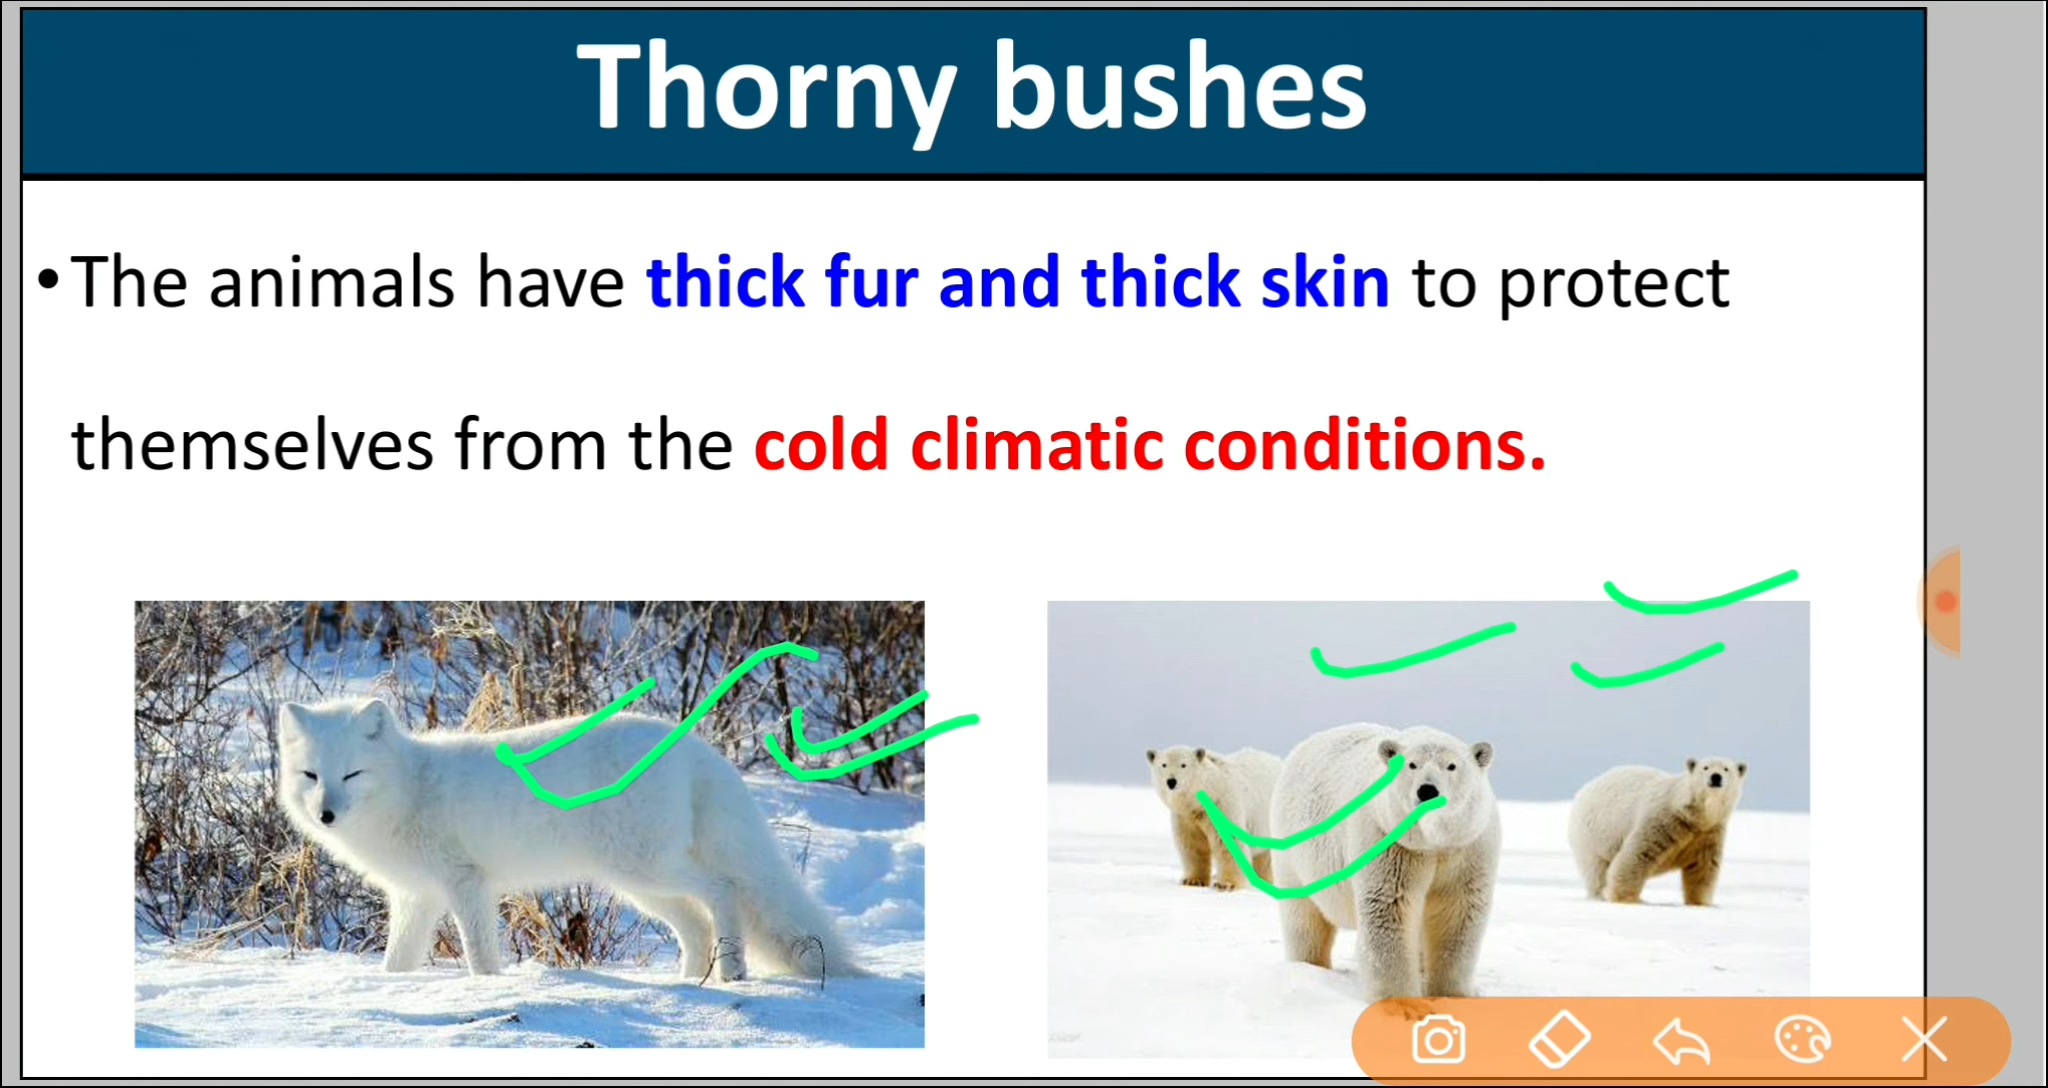 Thorny bushes
• The animals have thick fur and thick skin to protect
themselves from the cold climatic conditions.